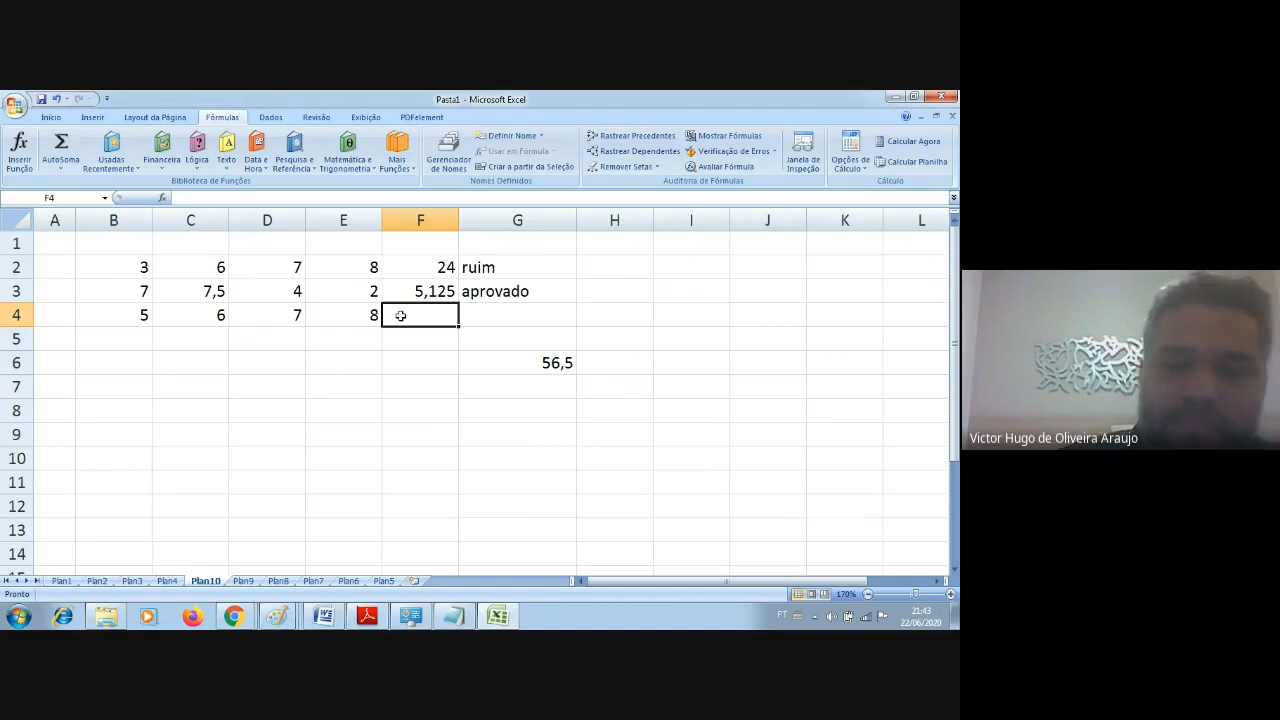 Pasta1 - Microsoft Excel
Início Inserir Layout da Página Fórmulas Dados Revisão Exibição PDFelement
Inserir Função
AutoSoma
Usadas Recentemente
Financeira
Lógica
Texto
Data e Hora
Pesquisa e Referência
Matemática e Trigonometria
Mais Funções
Biblioteca de Funções
Gerenciador de Nomes
Definir Nome
Usar em Fórmula
Criar a partir da Seleção
Nomes Definidos
Rastrear Precedentes
Rastrear Dependentes
Remover Setas
Mostrar Fórmulas
Verificação de Erros
Avaliar Fórmula
Auditoria de Fórmulas
Janela de Inspeção
Opções de Cálculo
Calcular Agora
Calcular Planilha
Cálculo
F4 fx
A B C D E F G H I J K L
1
2 3 6 7 8 24 ruim
3 7 7,5 4 2 5,125 aprovado
4 5 6 7 8
5
6 56,5
7
8
9
10
11
12
13
14
Plan1 Plan2 Plan3 Plan4 Plan10 Plan9 Plan8 Plan7 Plan6 Plan5
Pronto 170%
PT 21:43
22/06/2020
Victor Hugo de Oliveira Araujo